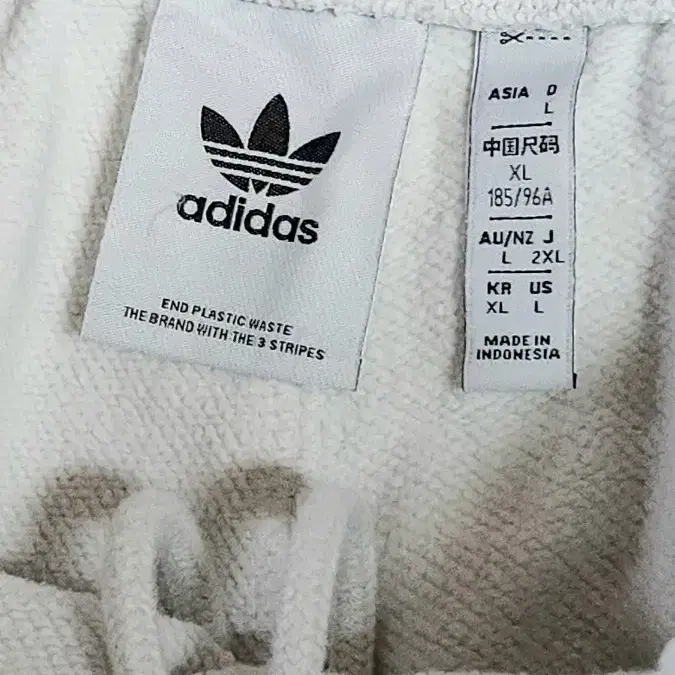 adidas
END PLASTIC WASTE
THE BRAND WITH THE 3 STRIPES
ASIA D
L
中国尺码
XL
185/96A
AU/NZ J
L 2XL
KR US
XL L
MADE IN
INDONESIA